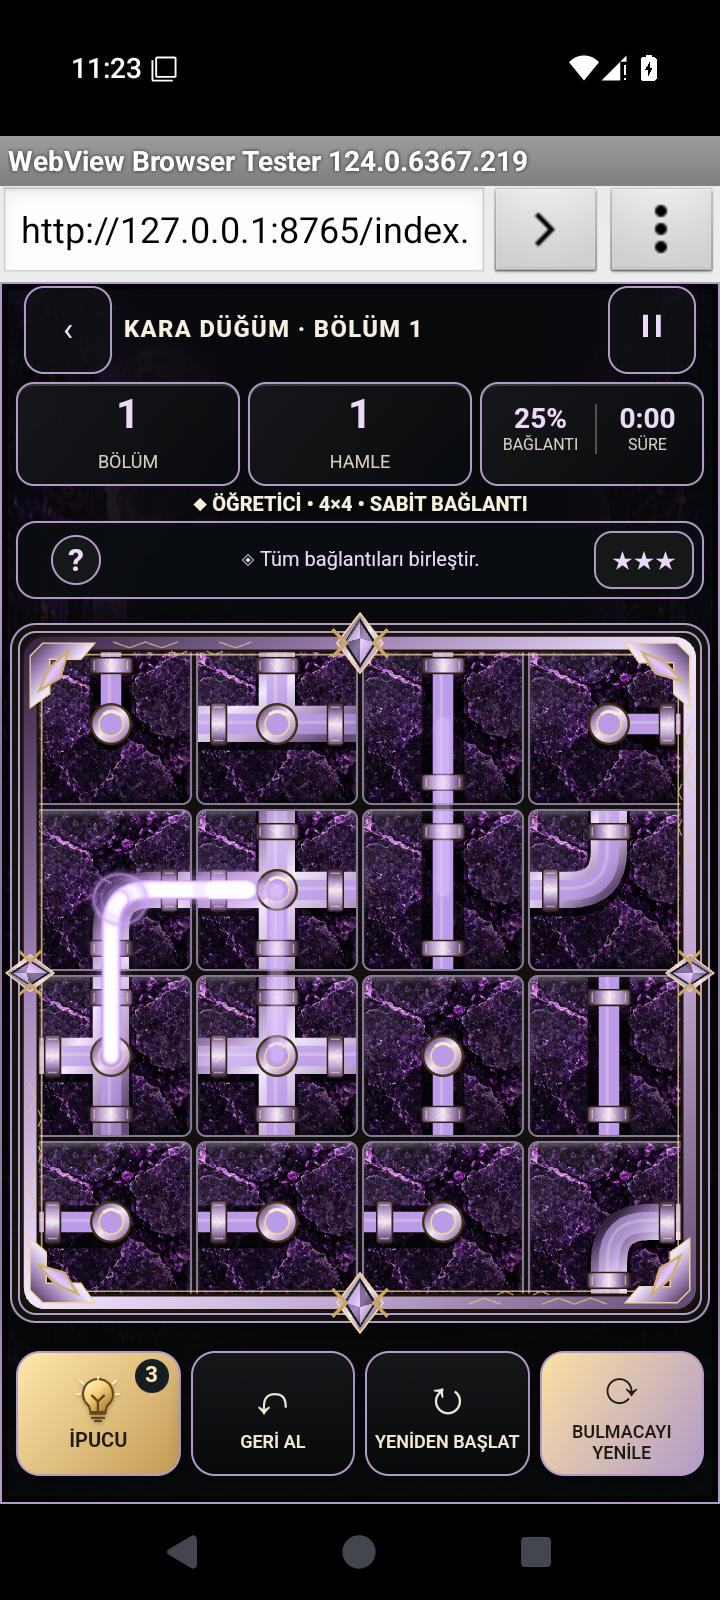 11:23
WebView Browser Tester 124.0.6367.219
http://127.0.0.1:8765/index.
KARA DÜĞÜM · BÖLÜM 1
1
BÖLÜM
1
HAMLE
25%
BAĞLANTI
0:00
SÜRE
◆ ÖĞRETİCİ • 4×4 • SABİT BAĞLANTI
?
◈ Tüm bağlantıları birleştir.
★★★
3
İPUCU
GERİ AL
YENİDEN BAŞLAT
BULMACAYI
YENİLE